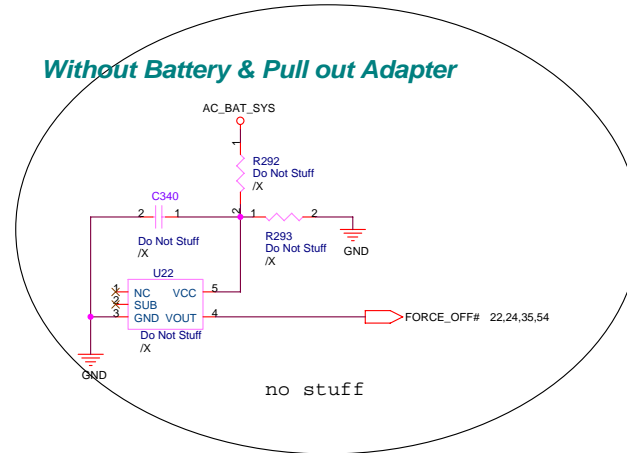 Without Battery & Pull out Adapter
AC_BAT_SYS
1
R292
Do Not Stuff
/X
2
C340
2 1
Do Not Stuff
/X
1 2
R293
Do Not Stuff
/X
GND
U22
1 NC VCC 5
2 SUB
3 GND VOUT 4
Do Not Stuff
/X
FORCE_OFF# 22,24,35,54
GND
no stuff